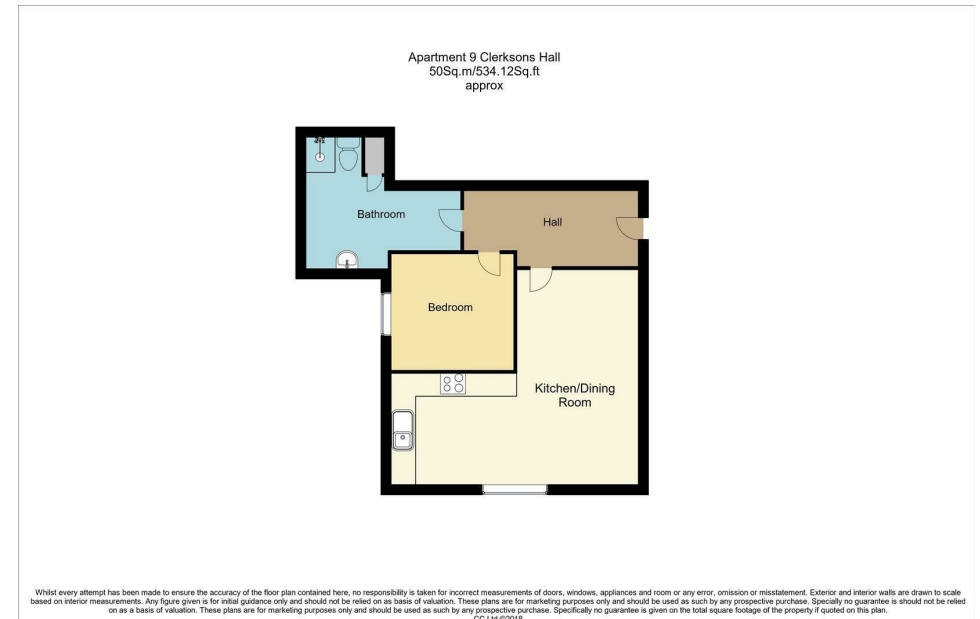 Apartment 9 Clerksons Hall
50Sq.m/534.12Sq.ft
approx
Bathroom
Hall
Bedroom
Kitchen/Dining
Room
Whilst every attempt has been made to ensure the accuracy of the floor plan contained here, no responsibility is taken for incorrect measurements of doors, windows, appliances and room or any error, omission or misstatement. Exterior and interior walls are drawn to scale
based on interior measurements. Any figure given is for initial guidance only and should not be relied on as basis of valuation. These plans are for marketing purposes only and should be used as such by any prospective purchase. Specially no guarantee is should not be relied
on as a basis of valuation. These plans are for marketing purposes only and should be used as such by any prospective purchase. Specifically no guarantee is given on the total square footage of the property if quoted on this plan.
CC Ltd ©2018